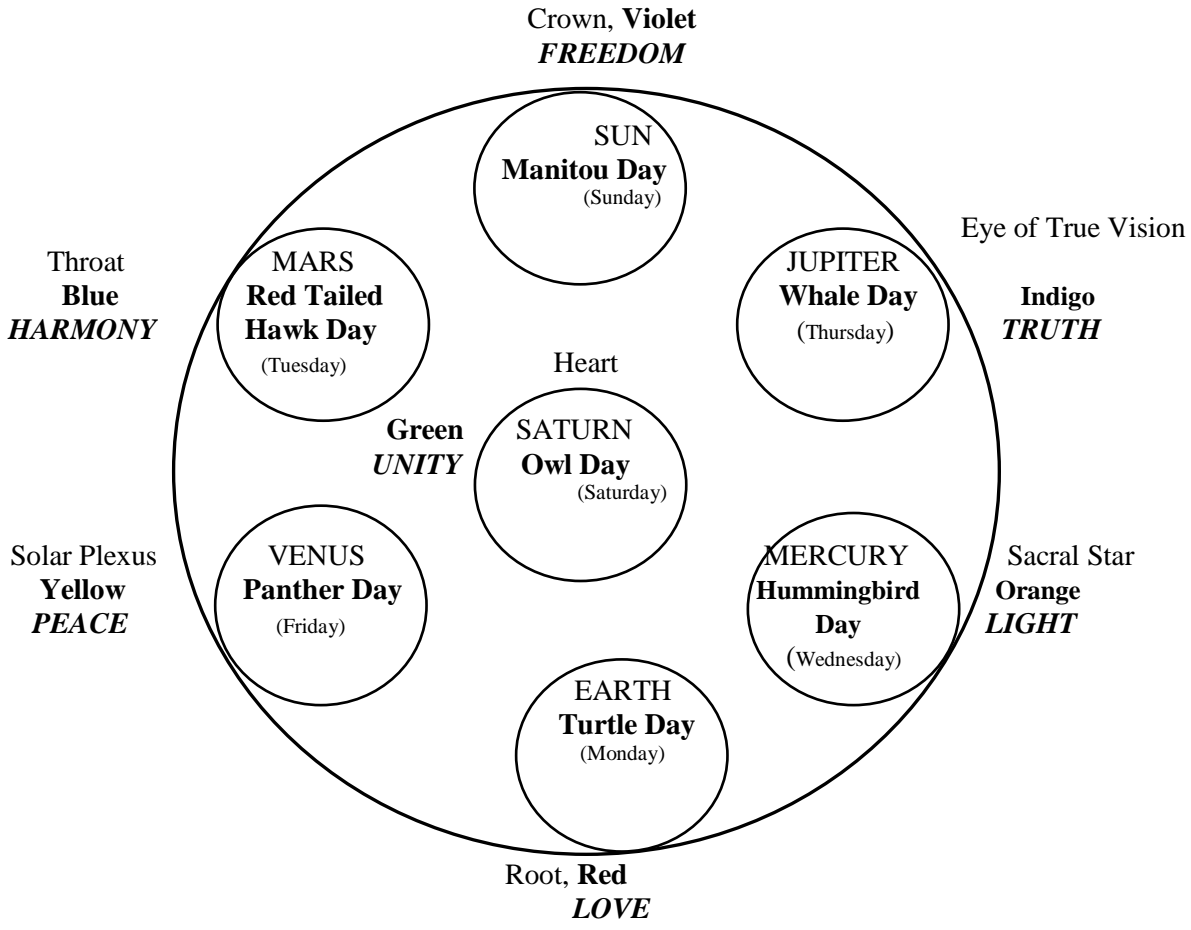 Crown, Violet
FREEDOM
SUN
Manitou Day
(Sunday)
Eye of True Vision
Indigo
TRUTH
Throat
Blue
HARMONY
MARS
Red Tailed
Hawk Day
(Tuesday)
JUPITER
Whale Day
(Thursday)
Heart
Green
UNITY
SATURN
Owl Day
(Saturday)
Solar Plexus
Yellow
PEACE
VENUS
Panther Day
(Friday)
MERCURY
Hummingbird
Day
(Wednesday)
Sacral Star
Orange
LIGHT
EARTH
Turtle Day
(Monday)
Root, Red
LOVE